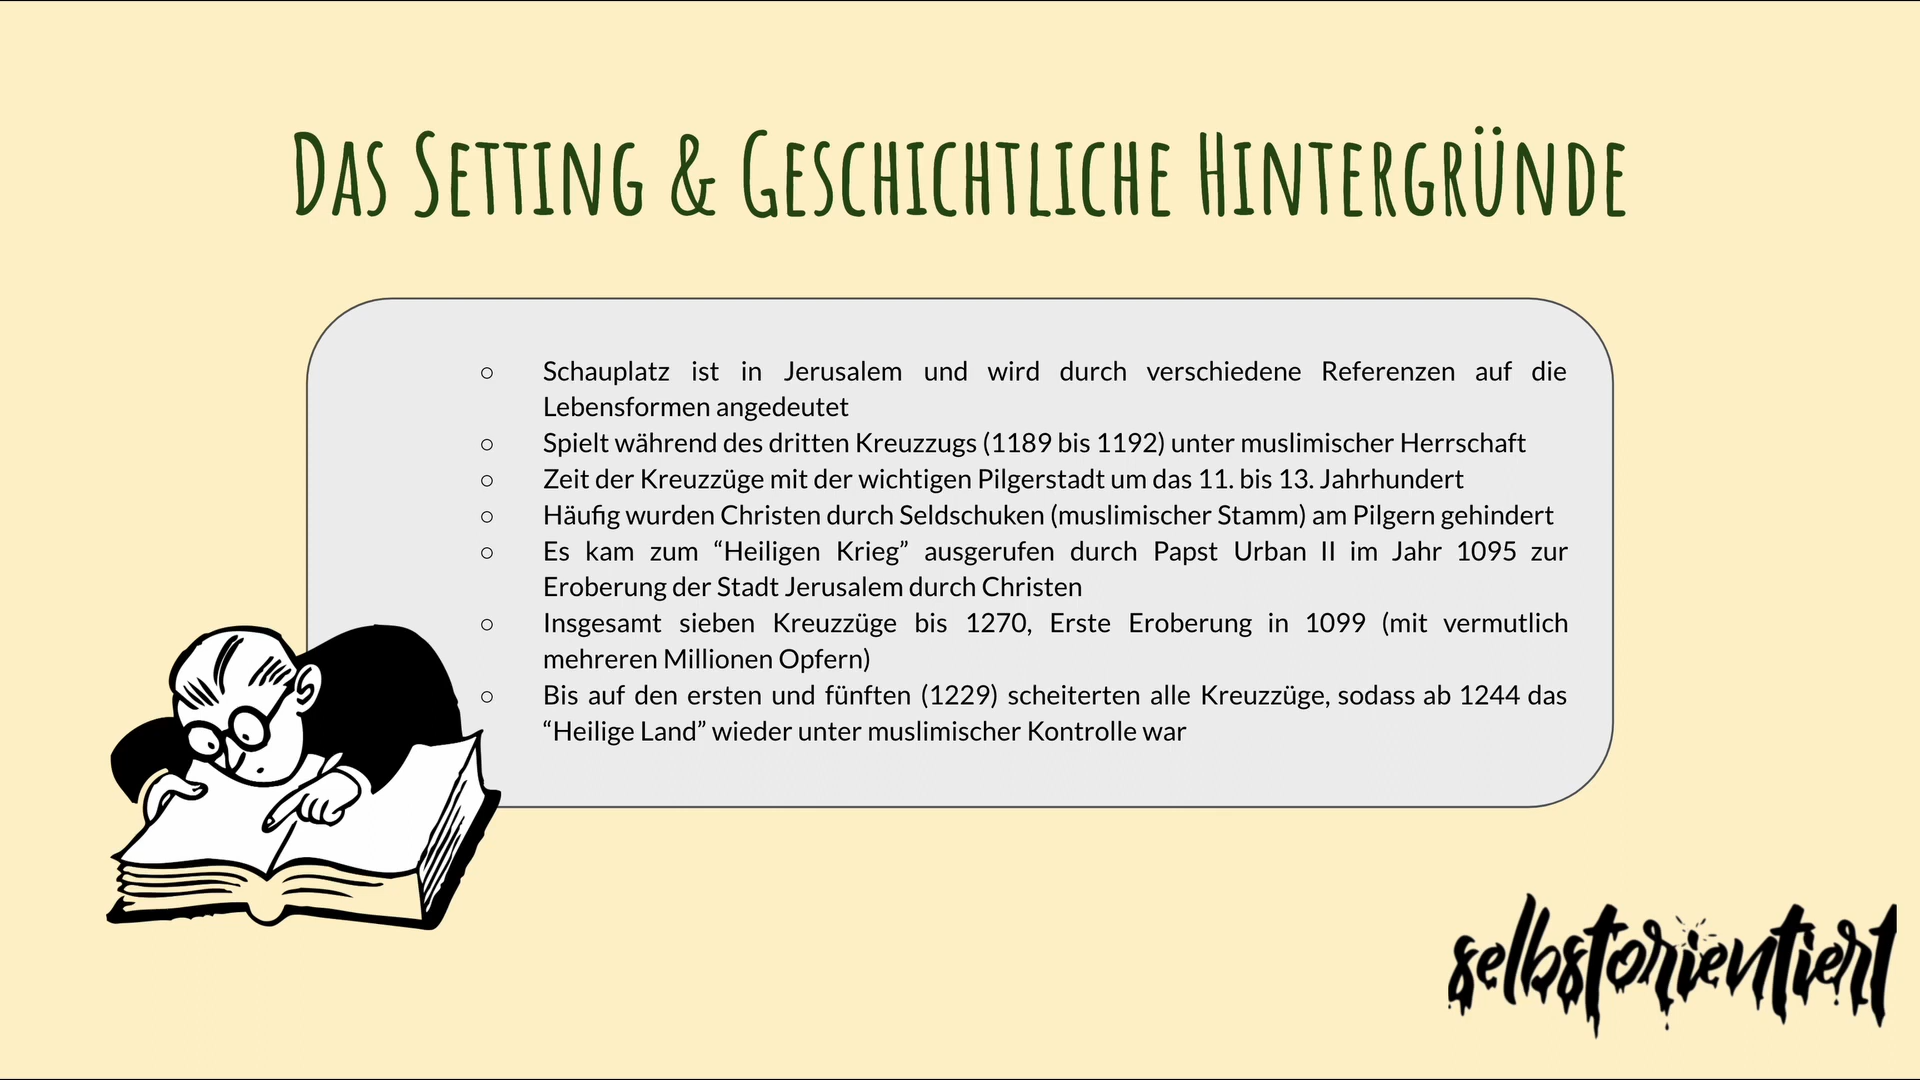 Das Setting & Geschichtliche Hintergründe
○ Schauplatz ist in Jerusalem und wird durch verschiedene Referenzen auf die
Lebensformen angedeutet
○ Spielt während des dritten Kreuzzugs (1189 bis 1192) unter muslimischer Herrschaft
○ Zeit der Kreuzzüge mit der wichtigen Pilgerstadt um das 11. bis 13. Jahrhundert
○ Häufig wurden Christen durch Seldschuken (muslimischer Stamm) am Pilgern gehindert
○ Es kam zum “Heiligen Krieg” ausgerufen durch Papst Urban II im Jahr 1095 zur
Eroberung der Stadt Jerusalem durch Christen
○ Insgesamt sieben Kreuzzüge bis 1270, Erste Eroberung in 1099 (mit vermutlich
mehreren Millionen Opfern)
○ Bis auf den ersten und fünften (1229) scheiterten alle Kreuzzüge, sodass ab 1244 das
“Heilige Land” wieder unter muslimischer Kontrolle war
selbstorientiert